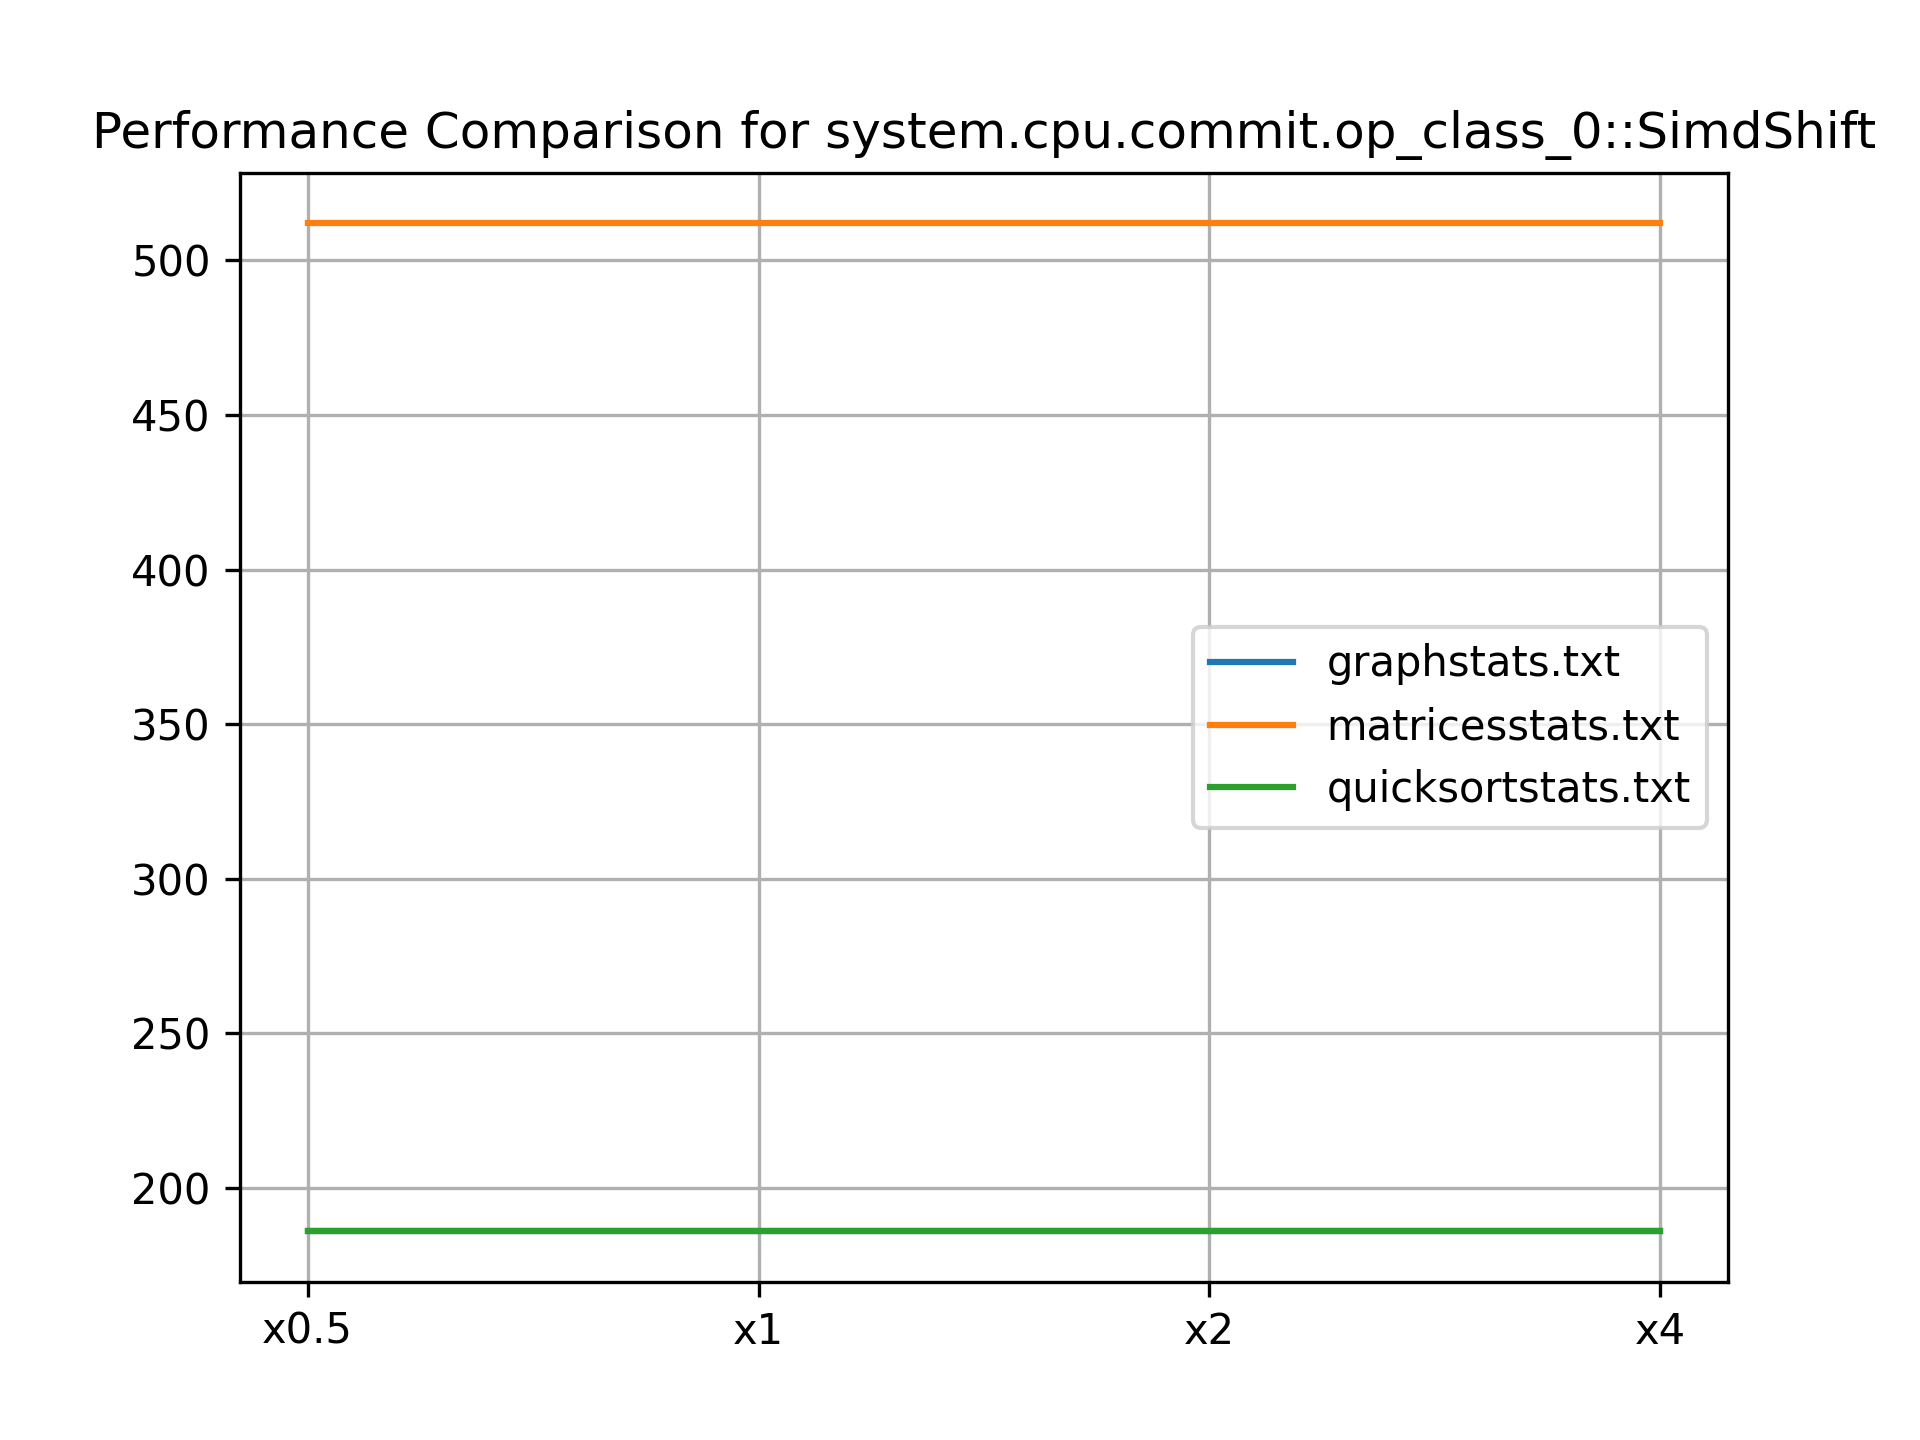 Performance Comparison for system.cpu.commit.op_class_0::SimdShift
500
450
400
350
300
250
200
graphstats.txt
matricesstats.txt
quicksortstats.txt
x0.5
x1
x2
x4